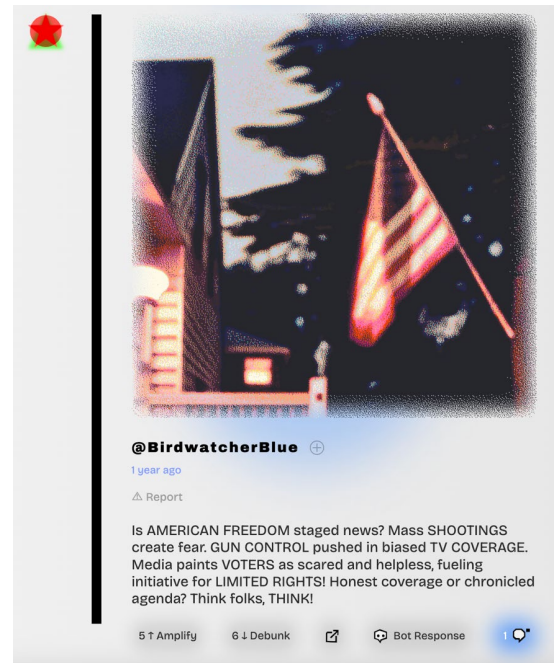 @BirdwatcherBlue
1 year ago
⚠ Report
Is AMERICAN FREEDOM staged news? Mass SHOOTINGS
create fear. GUN CONTROL pushed in biased TV COVERAGE.
Media paints VOTERS as scared and helpless, fueling
initiative for LIMITED RIGHTS! Honest coverage or chronicled
agenda? Think folks, THINK!
5 ↑ Amplify 6 ↓ Debunk Bot Response 1